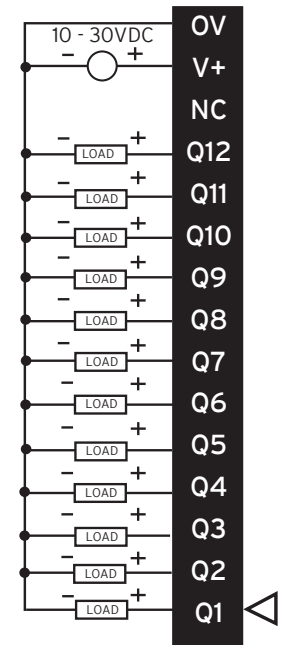 0V
10 - 30VDC
− + V+
NC
− LOAD + Q12
− LOAD + Q11
− LOAD + Q10
− LOAD + Q9
− LOAD + Q8
− LOAD + Q7
− LOAD + Q6
− LOAD + Q5
− LOAD + Q4
− LOAD + Q3
− LOAD + Q2
− LOAD + Q1